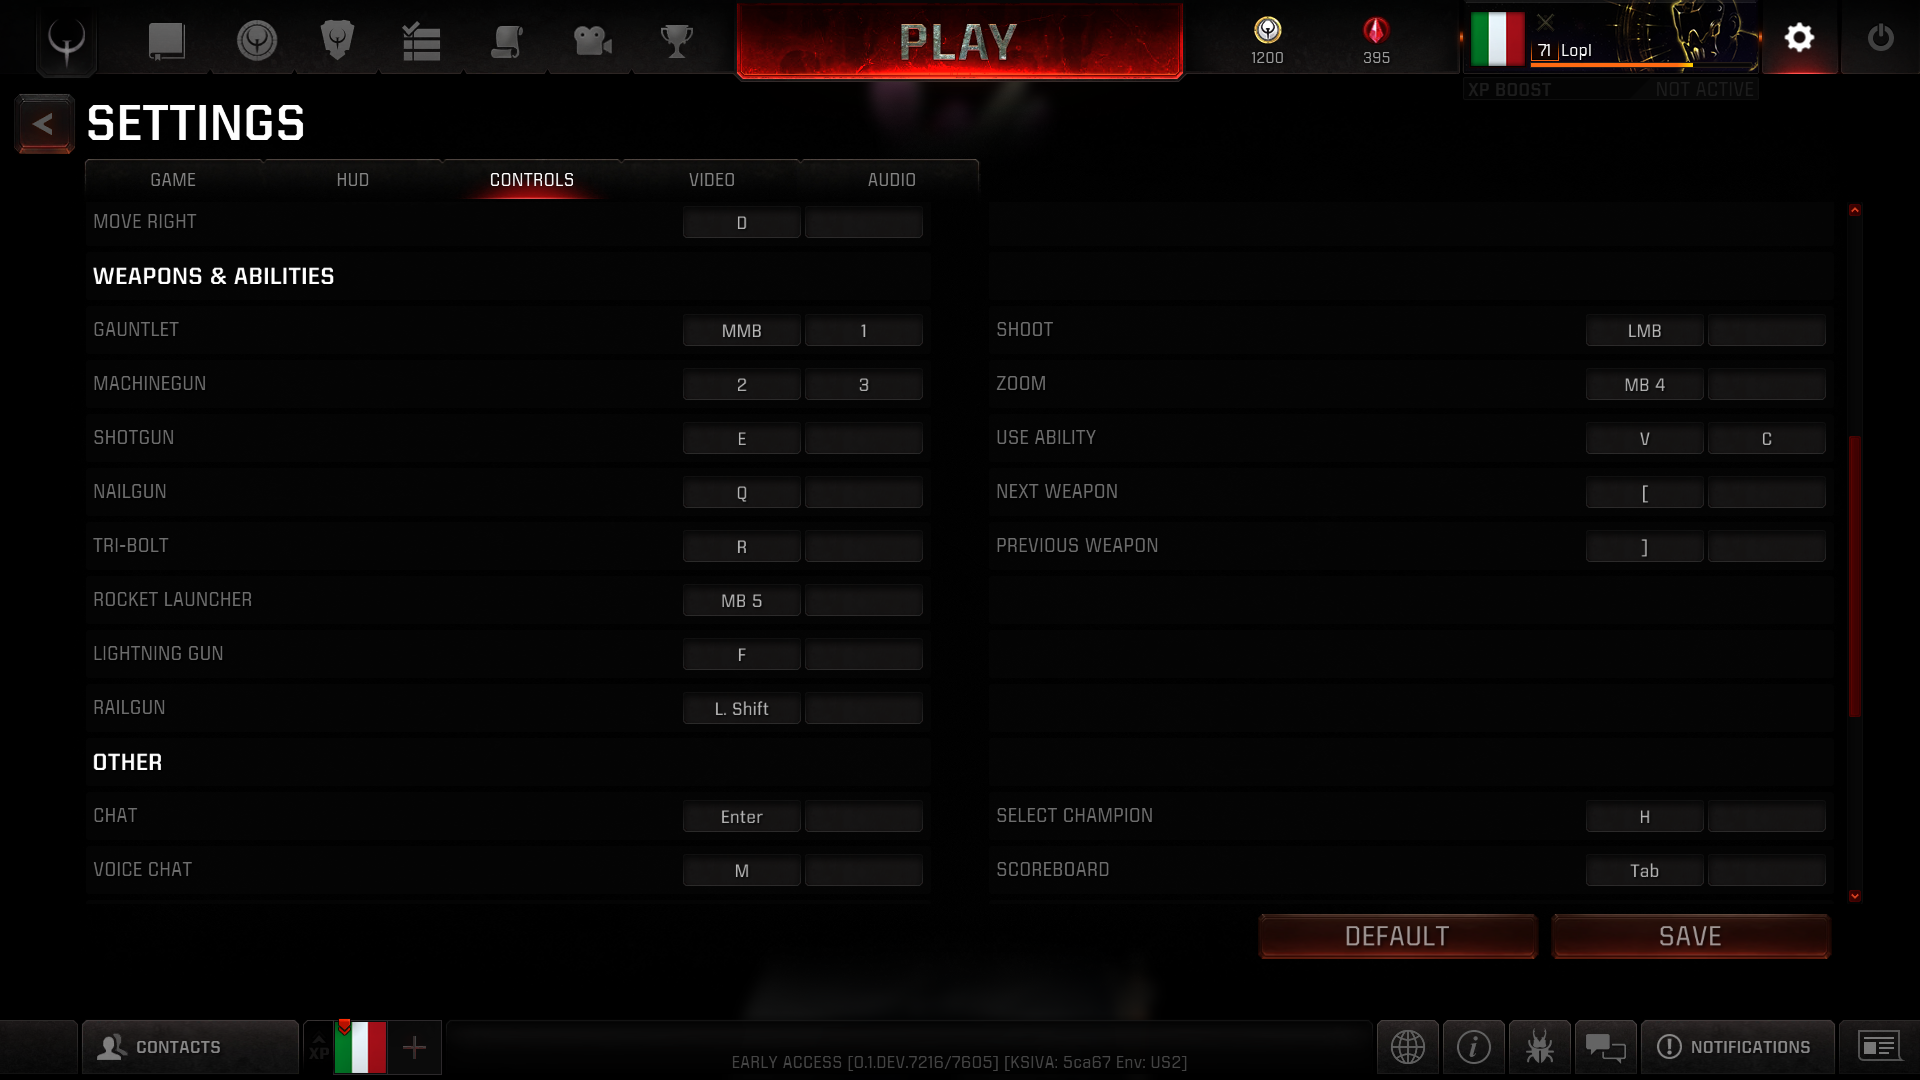 PLAY
1200
395
71 Lopl
XP BOOST NOT ACTIVE
<
SETTINGS
GAME HUD CONTROLS VIDEO AUDIO
MOVE RIGHT D
WEAPONS & ABILITIES
GAUNTLET MMB 1 SHOOT LMB
MACHINEGUN 2 3 ZOOM MB 4
SHOTGUN E USE ABILITY V C
NAILGUN Q NEXT WEAPON [
TRI-BOLT R PREVIOUS WEAPON ]
ROCKET LAUNCHER MB 5
LIGHTNING GUN F
RAILGUN L. Shift
OTHER
CHAT Enter SELECT CHAMPION H
VOICE CHAT M SCOREBOARD Tab
DEFAULT SAVE
CONTACTS XP NOTIFICATIONS
EARLY ACCESS [0.1.DEV.7216/7605] [KSIVA: 5ca67 Env: US2]